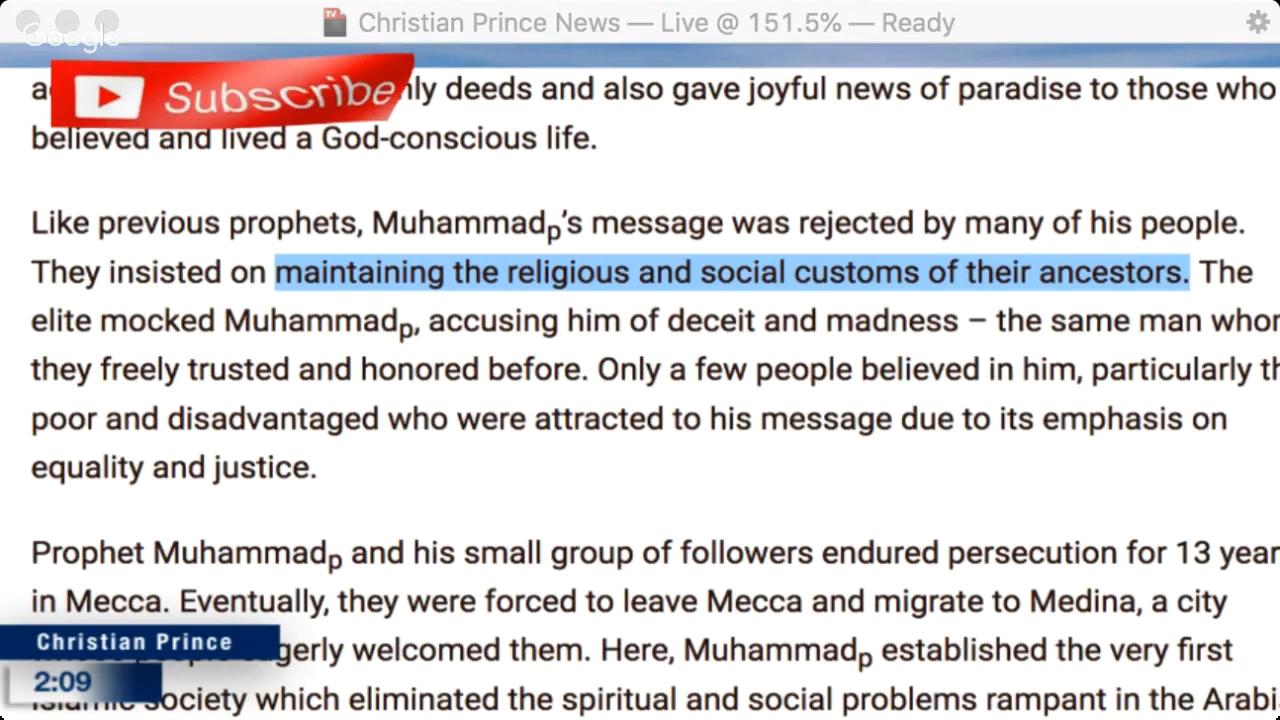 Christian Prince News — Live @ 151.5% — Ready
Google
Subscribe
deeds and also gave joyful news of paradise to those who
believed and lived a God-conscious life.
Like previous prophets, Muhammadp's message was rejected by many of his people.
They insisted on maintaining the religious and social customs of their ancestors. The
elite mocked Muhammadp, accusing him of deceit and madness – the same man
they freely trusted and honored before. Only a few people believed in him, particularly
poor and disadvantaged who were attracted to his message due to its emphasis on
equality and justice.
Prophet Muhammadp and his small group of followers endured persecution for 13
in Mecca. Eventually, they were forced to leave Mecca and migrate to Medina, a city
Christian Prince
welcomed them. Here, Muhammadp established the very first
2:09
society which eliminated the spiritual and social problems rampant in the